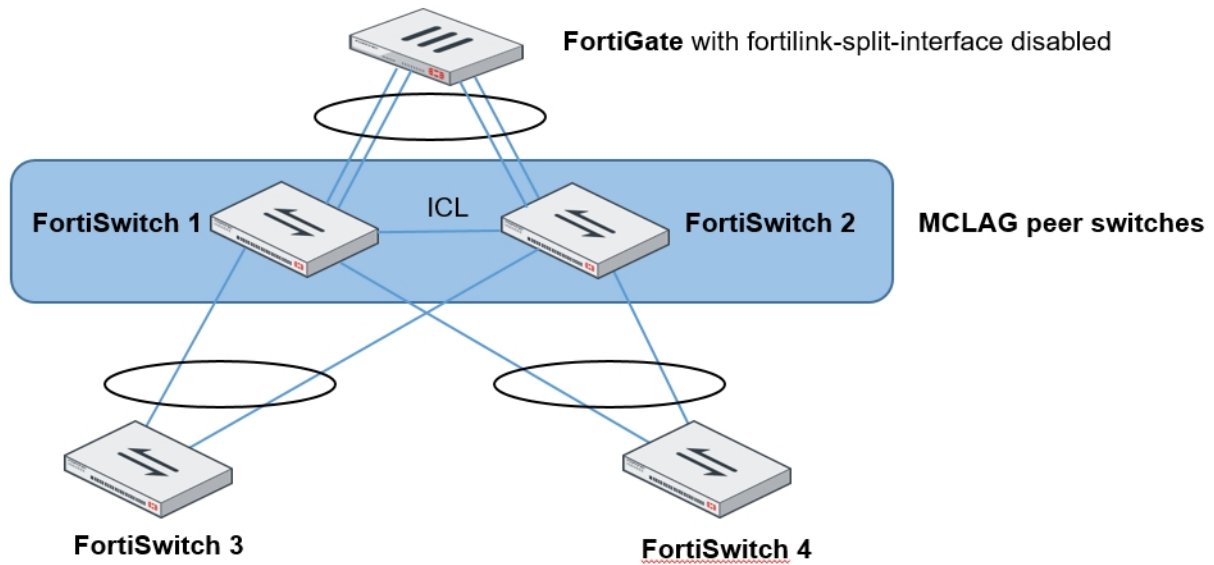 FortiGate with fortilink-split-interface disabled
ICL
FortiSwitch 1
FortiSwitch 2
MCLAG peer switches
FortiSwitch 3
FortiSwitch 4